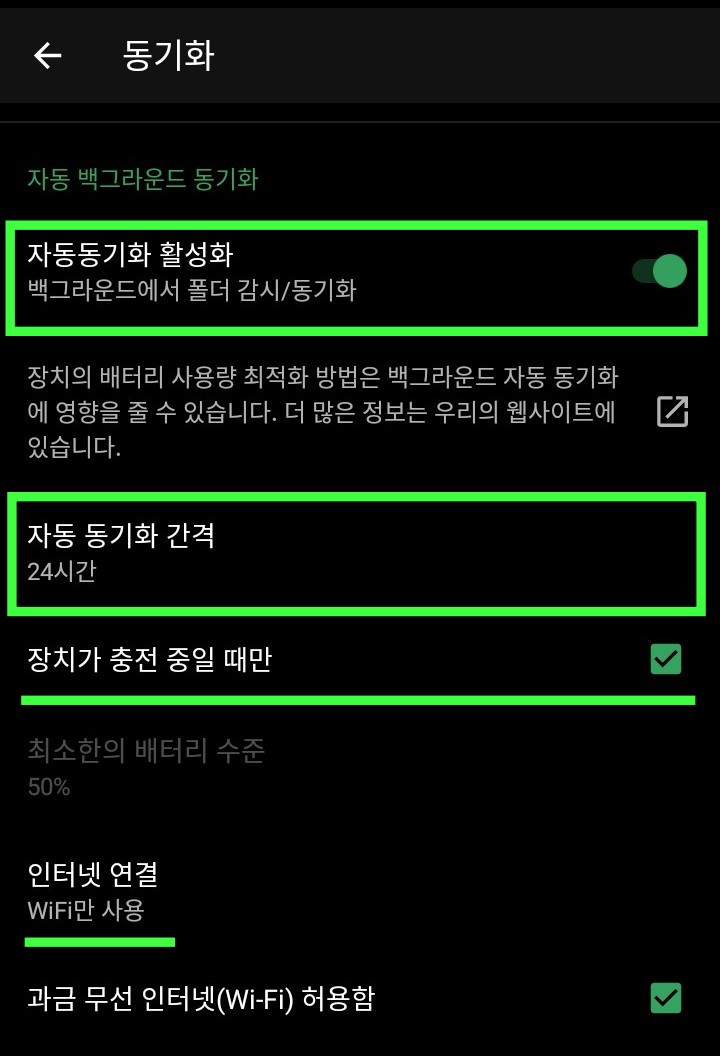 동기화
자동 백그라운드 동기화
자동동기화 활성화
백그라운드에서 폴더 감시/동기화
장치의 배터리 사용량 최적화 방법은 백그라운드 자동 동기화
에 영향을 줄 수 있습니다. 더 많은 정보는 우리의 웹사이트에
있습니다.
자동 동기화 간격
24시간
장치가 충전 중일 때만
최소한의 배터리 수준
50%
인터넷 연결
WiFi만 사용
과금 무선 인터넷(Wi-Fi) 허용함